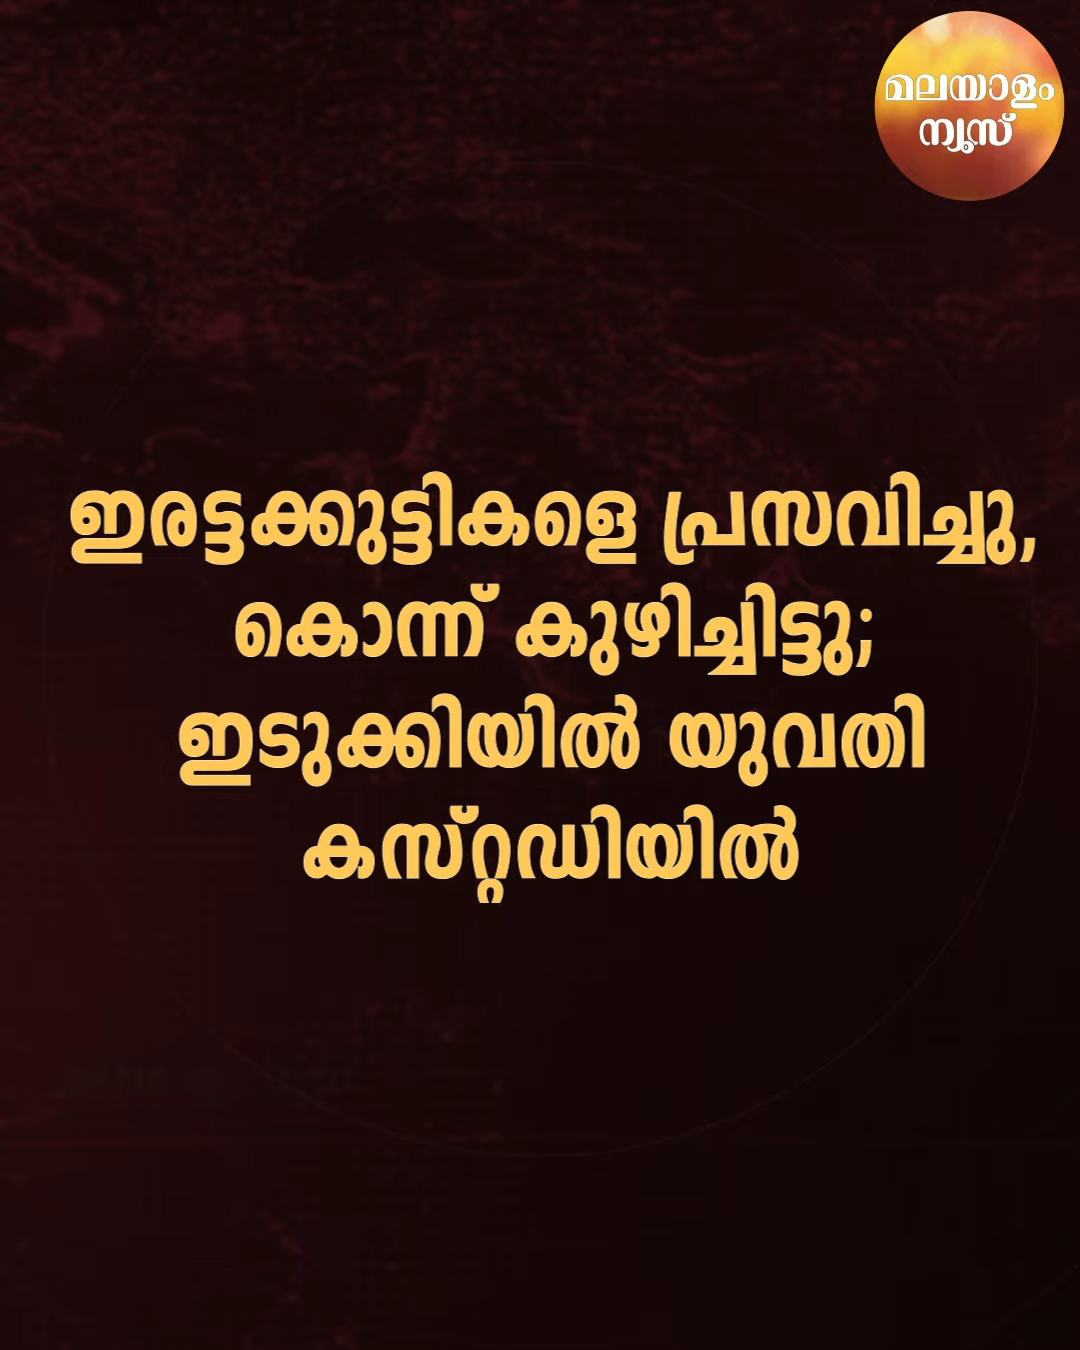 മലയാളം
ന്യൂസ്
ഇരട്ടക്കുട്ടികളെ പ്രസവിച്ചു,
കൊന്ന് കുഴിച്ചിട്ടു;
ഇടുക്കിയിൽ യുവതി
കസ്റ്റഡിയിൽ